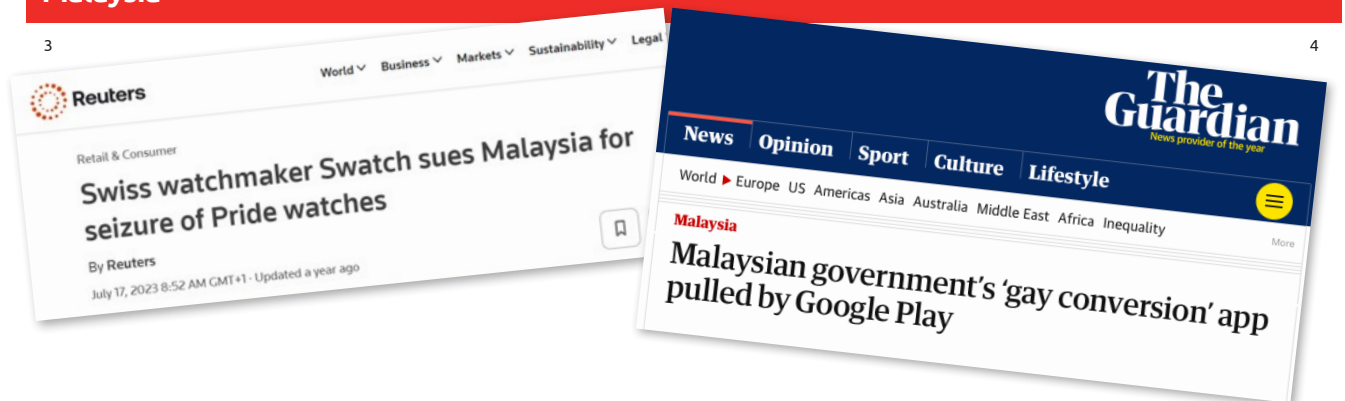 Malaysia
3
4
Reuters
World Business Markets Sustainability Legal
Retail & Consumer
Swiss watchmaker Swatch sues Malaysia for
seizure of Pride watches
By Reuters
July 17, 2023 8:52 AM GMT+1 · Updated a year ago
The
Guardian
News provider of the year
News Opinion Sport Culture Lifestyle
World Europe US Americas Asia Australia Middle East Africa Inequality
More
Malaysia
Malaysian government's ‘gay conversion’ app
pulled by Google Play